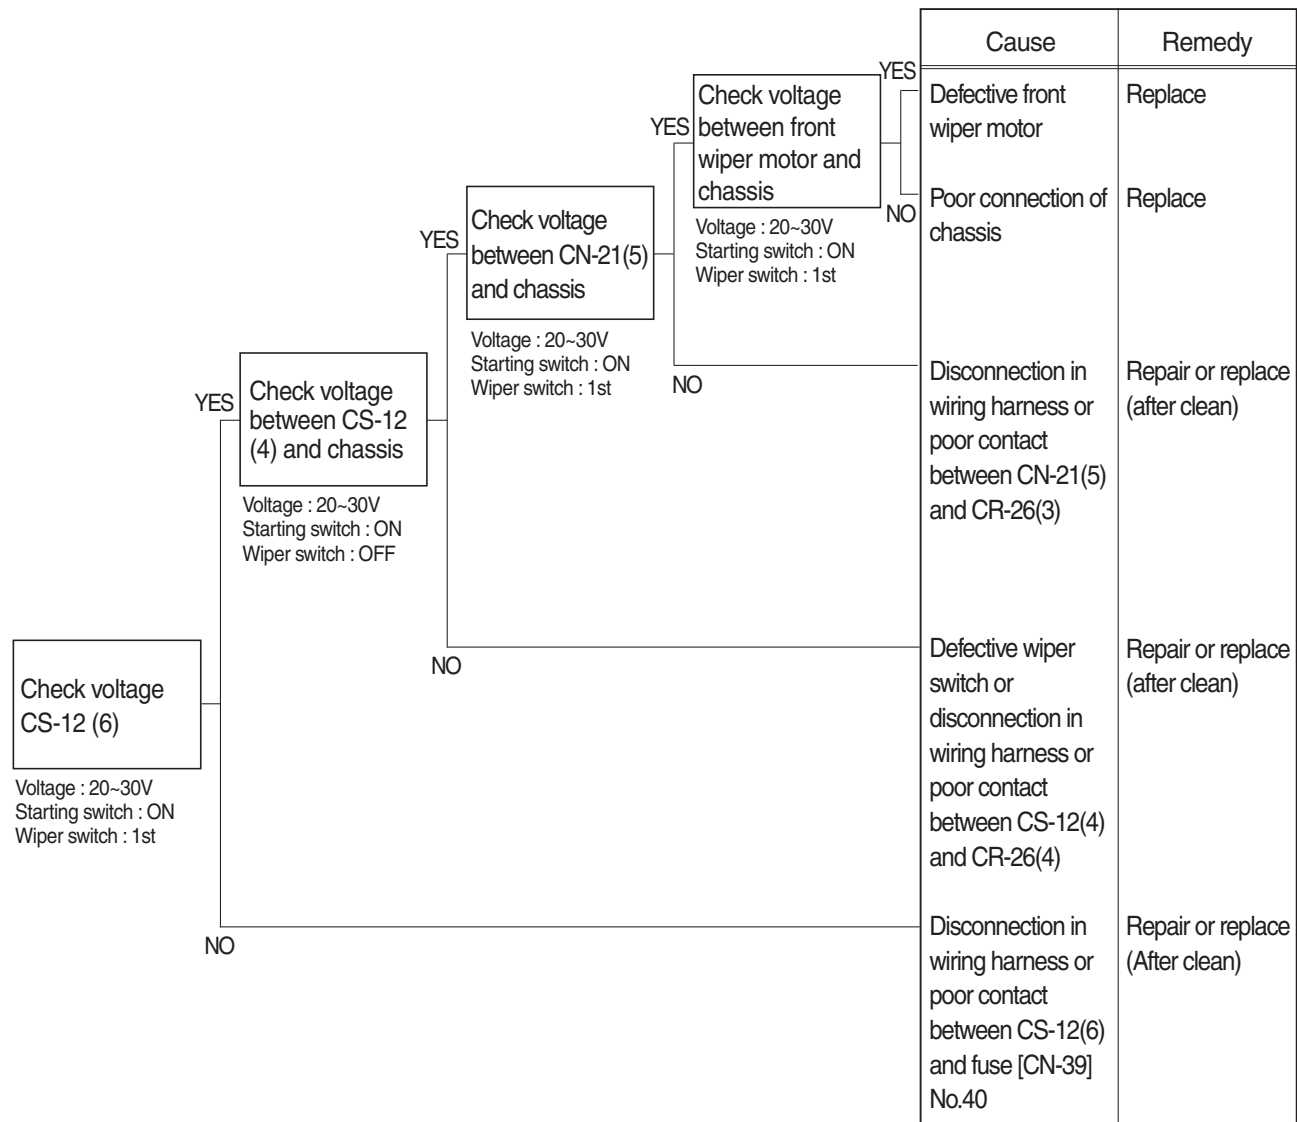 Cause
Remedy
YES
Check voltage
between front
wiper motor and
chassis
YES
Defective front
wiper motor
Replace
NO
Poor connection of
chassis
Replace
Voltage : 20~30V
Starting switch : ON
Wiper switch : 1st
YES
Check voltage
between CN-21(5)
and chassis
Voltage : 20~30V
Starting switch : ON
Wiper switch : 1st
NO
Disconnection in
wiring harness or
poor contact
between CN-21(5)
and CR-26(3)
Repair or replace
(after clean)
YES
Check voltage
between CS-12
(4) and chassis
Voltage : 20~30V
Starting switch : ON
Wiper switch : OFF
NO
Defective wiper
switch or
disconnection in
wiring harness or
poor contact
between CS-12(4)
and CR-26(4)
Repair or replace
(after clean)
Check voltage
CS-12 (6)
Voltage : 20~30V
Starting switch : ON
Wiper switch : 1st
NO
Disconnection in
wiring harness or
poor contact
between CS-12(6)
and fuse [CN-39]
No.40
Repair or replace
(After clean)